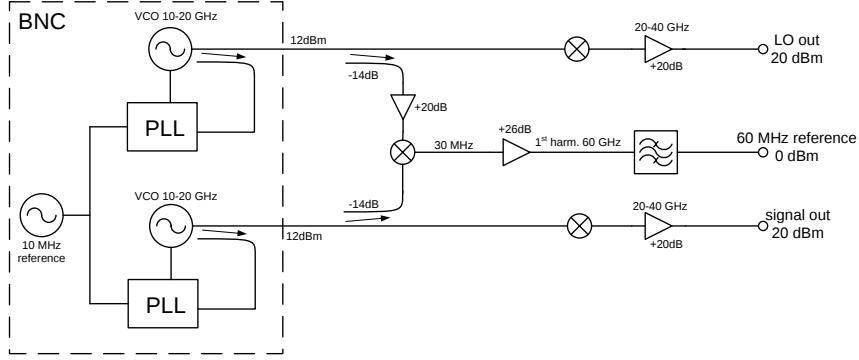 BNC
VCO 10-20 GHz
12dBm
-14dB
+20dB
20-40 GHz
+20dB
LO out
20 dBm
PLL
+26dB
30 MHz
1st harm. 60 GHz
60 MHz reference
0 dBm
10 MHz
reference
VCO 10-20 GHz
-14dB
12dBm
20-40 GHz
+20dB
signal out
20 dBm
PLL